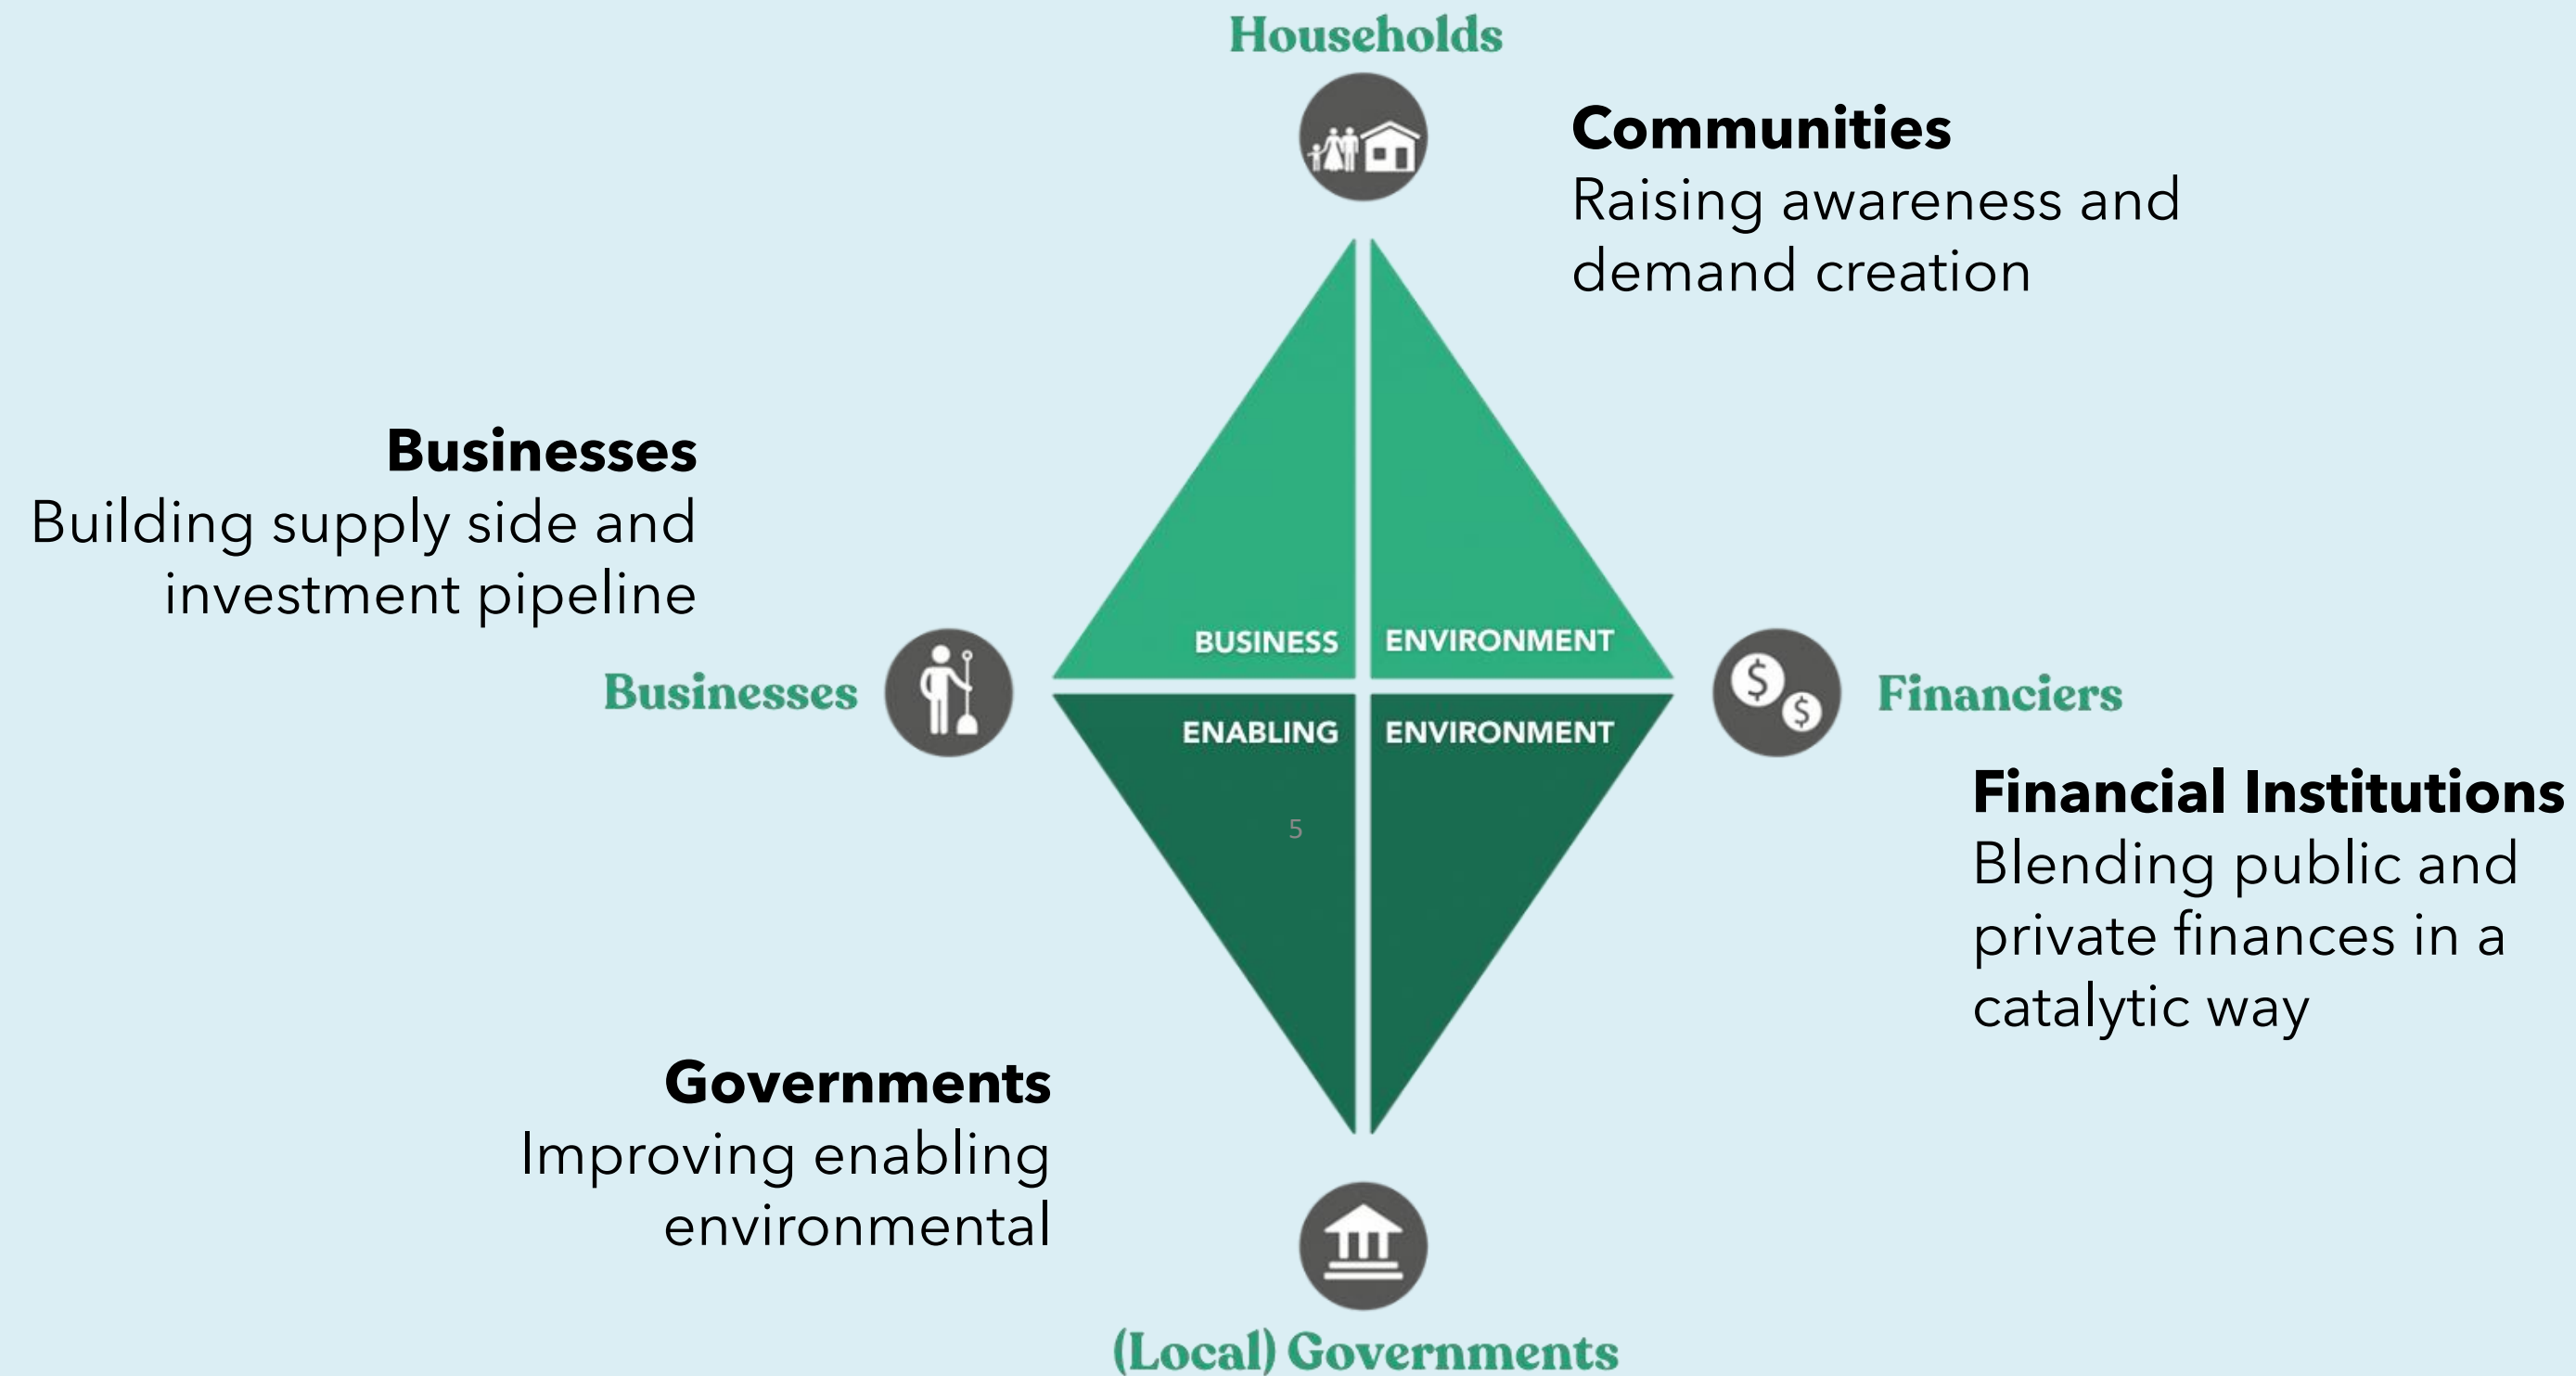 Households
Communities
Raising awareness and
demand creation
Businesses
Building supply side and
investment pipeline
BUSINESS ENVIRONMENT
Businesses
$ $
Financiers
ENABLING ENVIRONMENT
5
Financial Institutions
Blending public and
private finances in a
catalytic way
Governments
Improving enabling
environmental
(Local) Governments